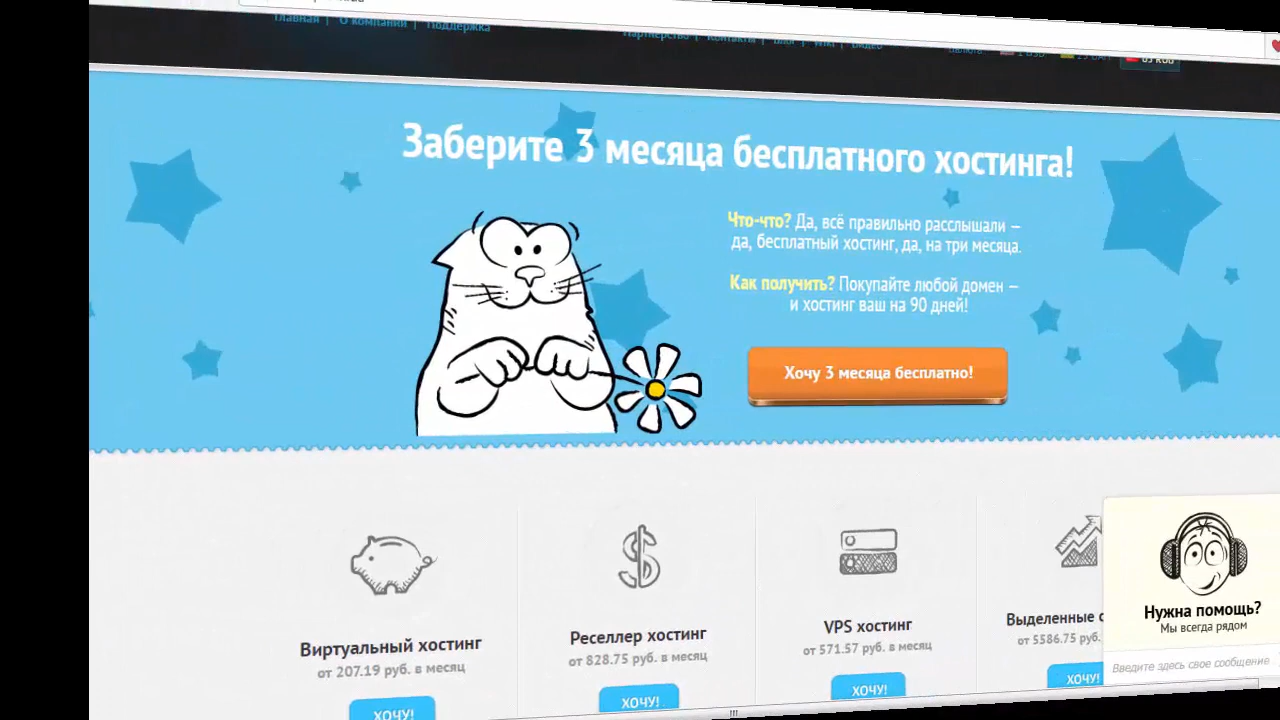 Главная | О компании | Поддержка
Партнерство | Контакты | Блог | Wiki | Видео
Заберите 3 месяца бесплатного хостинга!
Что-что? Да, всё правильно расслышали —
да, бесплатный хостинг, да, на три месяца.
Как получить? Покупайте любой домен —
и хостинг ваш на 90 дней!
Хочу 3 месяца бесплатно!
Виртуальный хостинг
от 207.19 руб. в месяц
ХОЧУ!
Реселлер хостинг
от 828.75 руб. в месяц
ХОЧУ!
VPS хостинг
от 571.57 руб. в месяц
ХОЧУ!
Выделенные
от 5586.75 руб.
ХОЧУ!
Нужна помощь?
Мы всегда рядом
Введите здесь свое сообщение